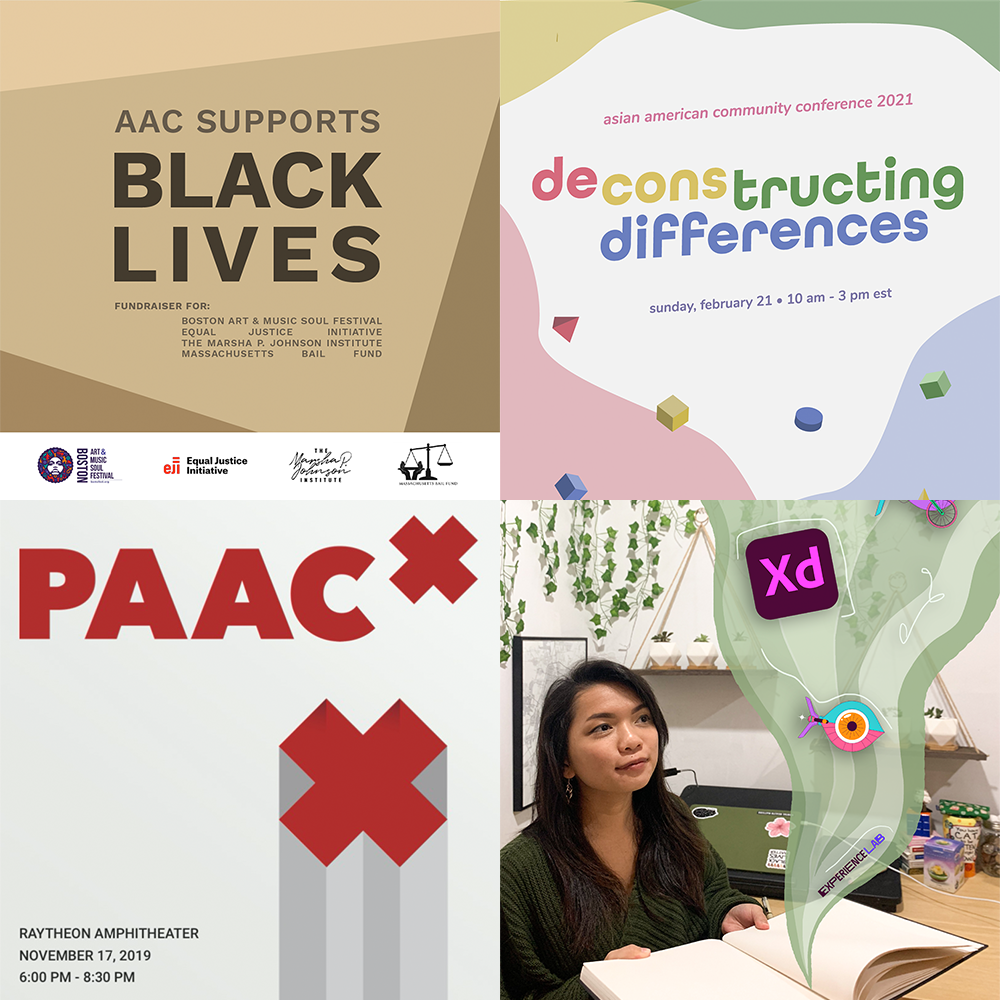 AAC SUPPORTS
BLACK
LIVES
FUNDRAISER FOR:
BOSTON ART & MUSIC SOUL FESTIVAL
EQUAL JUSTICE INITIATIVE
THE MARSHA P. JOHNSON INSTITUTE
MASSACHUSETTS BAIL FUND
BOSTON
ART &
MUSIC
SOUL
FESTIVAL
eji
Equal Justice
Initiative
THE
Marsha P.
Johnson
INSTITUTE
MASSACHUSETTS BAIL FUND
asian american community conference 2021
deconstructing
differences
sunday, february 21 • 10 am - 3 pm est
PAAC
RAYTHEON AMPHITHEATER
NOVEMBER 17, 2019
6:00 PM - 8:30 PM
Xd
EXPERIENCE LAB
CAT